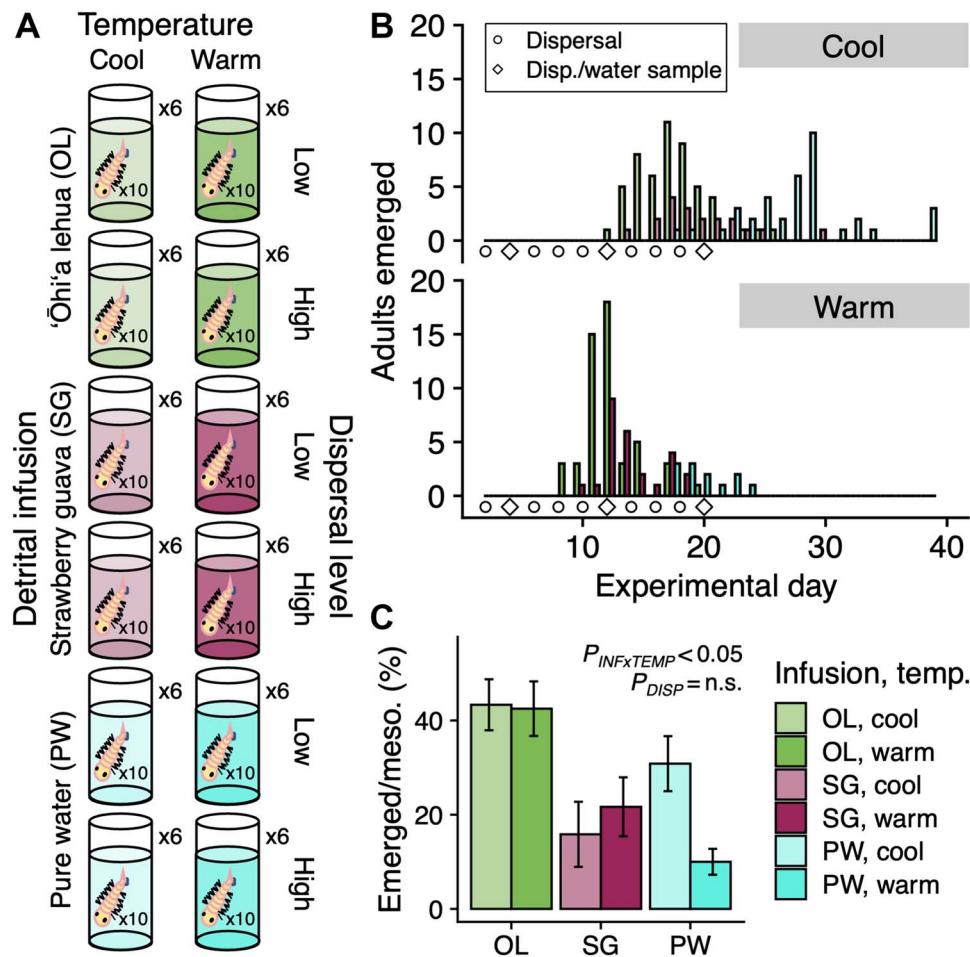 A
Temperature
Cool Warm
x6 x6
x10 x10
Low
x6 x6
x10 x10
High
ʻŌhiʻa lehua (OL)
x6 x6
x10 x10
Low
x6 x6
x10 x10
High
Strawberry guava (SG)
x6 x6
x10 x10
Low
x6 x6
x10 x10
High
Pure water (PW)
Detrital infusion
Dispersal level
B
Dispersal
Disp./water sample
Cool
20
15
10
5
0
Warm
20
15
10
5
0
Adults emerged
10 20 30 40
Experimental day
C
P_INFxTEMP < 0.05
P_DISP = n.s.
Emerged/meso. (%)
40
20
0
OL SG PW
Infusion, temp.
OL, cool
OL, warm
SG, cool
SG, warm
PW, cool
PW, warm